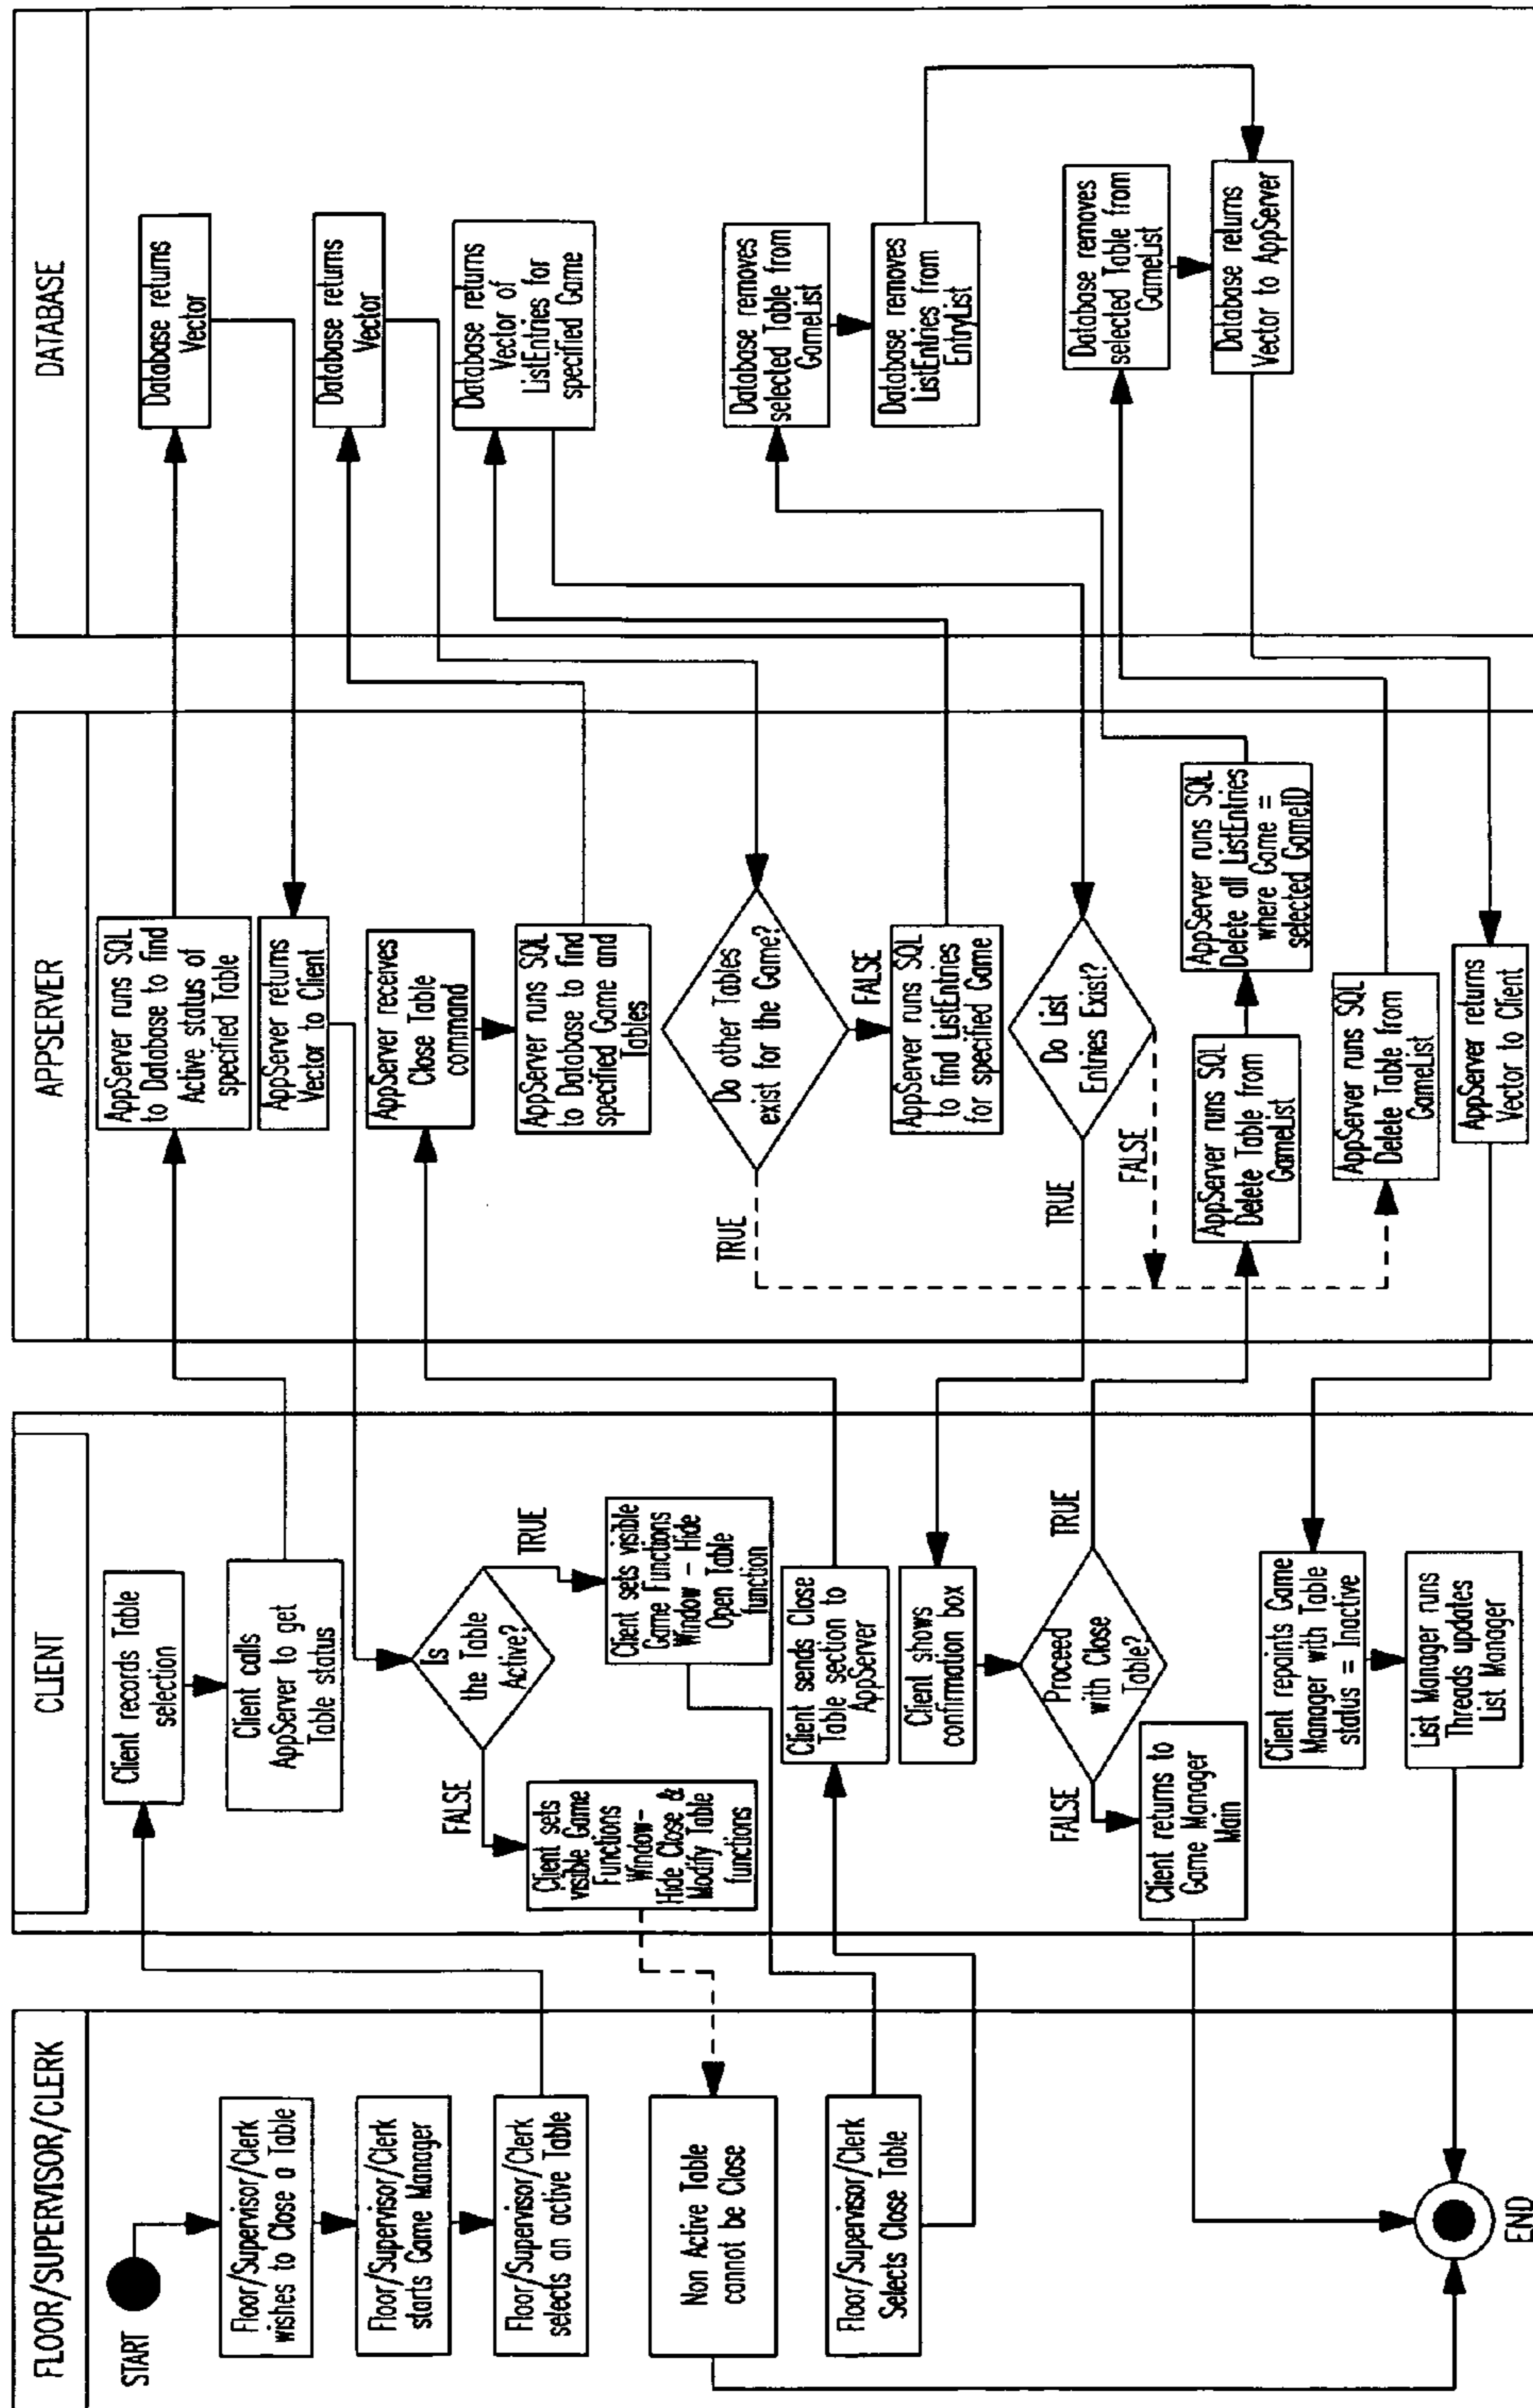 FLOOR/SUPERVISOR/CLERK
START
Floor/Supervisor/Clerk
wishes to Close a Table
Floor/Supervisor/Clerk
starts Game Manager
Floor/Supervisor/Clerk
selects an active Table
Non Active Table
cannot be Close
Floor/Supervisor/Clerk
Selects Close Table
END
CLIENT
Client records Table
selection
Client calls
AppServer to get
Table status
Is
the Table
Active?
FALSE
TRUE
Client sets
visible Game
Functions
Window-
Hide Close &
Modify Table
functions
Client sets visible
Game Functions
Window - Hide
Open Table
function
Client sends Close
Table section to
AppServer
Client shows
confirmation box
Proceed
with Close
Table?
FALSE
TRUE
Client returns to
Game Manager
Main
Client repaints Game
Manager with Table
status = Inactive
List Manager runs
Threads updates
List Manager
APPSERVER
AppServer runs SQL
to Database to find
Active status of
specified Table
AppServer returns
Vector to Client
AppServer receives
Close Table
command
AppServer runs SQL
to Database to find
specified Game and
Tables
Do other Tables
exist for the Game?
TRUE
FALSE
AppServer runs SQL
to find ListEntries
for specified Game
Do List
Entries Exist?
TRUE
FALSE
AppServer runs SQL
Delete Table from
GameList
AppServer runs SQL
Delete all ListEntries
where Game =
selected GameID
AppServer runs SQL
Delete Table from
GameList
AppServer returns
Vector to Client
DATABASE
Database returns
Vector
Database returns
Vector
Database returns
Vector of
ListEntries for
specified Game
Database removes
selected Table from
GameList
Database removes
ListEntries from
EntryList
Database removes
selected Table from
GameList
Database returns
Vector to AppServer